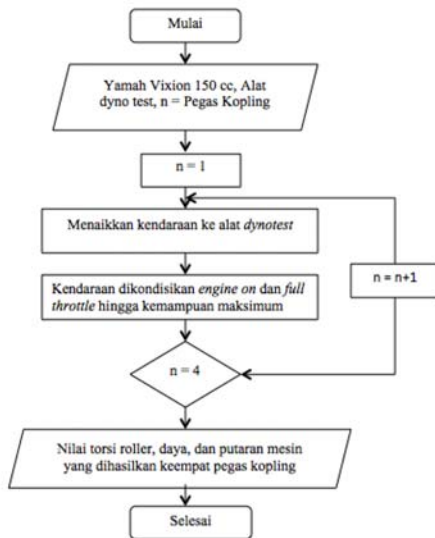 Mulai
Yamah Vixion 150 cc, Alat
dyno test, n = Pegas Kopling
n = 1
Menaikkan kendaraan ke alat dynotest
n = n+1
Kendaraan dikondisikan engine on dan full
throttle hingga kemampuan maksimum
n = 4
Nilai torsi roller, daya, dan putaran mesin
yang dihasilkan keempat pegas kopling
Selesai